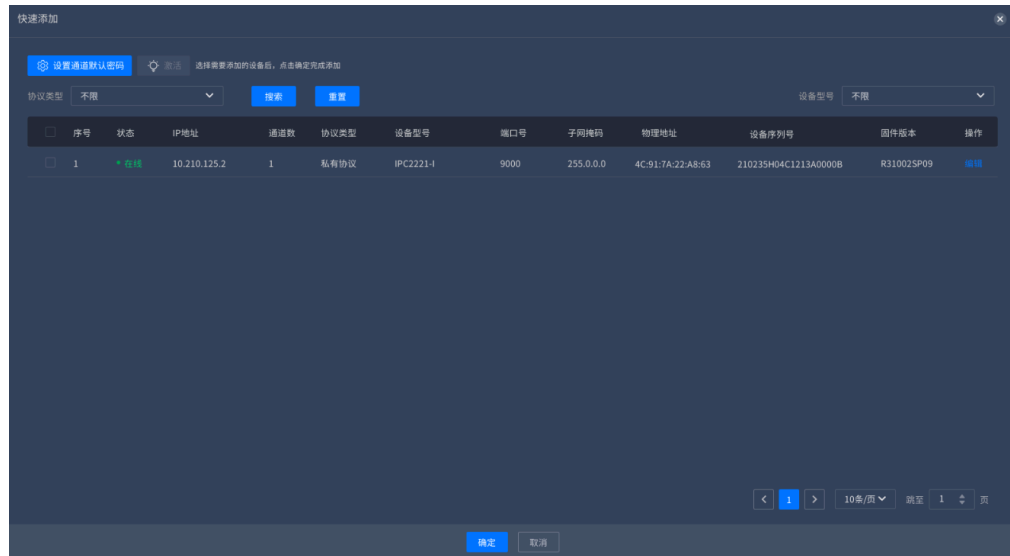 快速添加
设置通道默认密码 激活 选择需要添加的设备后，点击确定完成添加
协议类型 不限 搜索 重置 设备型号 不限
序号 状态 IP地址 通道数 协议类型 设备型号 端口号 子网掩码 物理地址 设备序列号 固件版本 操作
1 * 在线 10.210.125.2 1 私有协议 IPC2221-I 9000 255.0.0.0 4C:91:7A:22:A8:63 210235H04C1213A0000B R31002SP09 编辑
1 10条/页 跳至 1 页
确定 取消